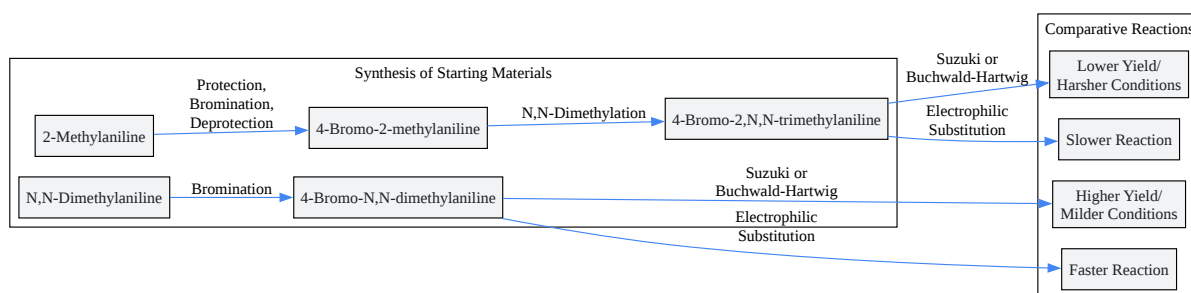 Comparative Reactions
Synthesis of Starting Materials
Protection,
Bromination,
Deprotection
2-Methylaniline
4-Bromo-2-methylaniline
N,N-Dimethylation
4-Bromo-2,N,N-trimethylaniline
Suzuki or
Buchwald-Hartwig
Lower Yield/
Harsher Conditions
Electrophilic
Substitution
Slower Reaction
N,N-Dimethylaniline
Bromination
4-Bromo-N,N-dimethylaniline
Suzuki or
Buchwald-Hartwig
Higher Yield/
Milder Conditions
Electrophilic
Substitution
Faster Reaction